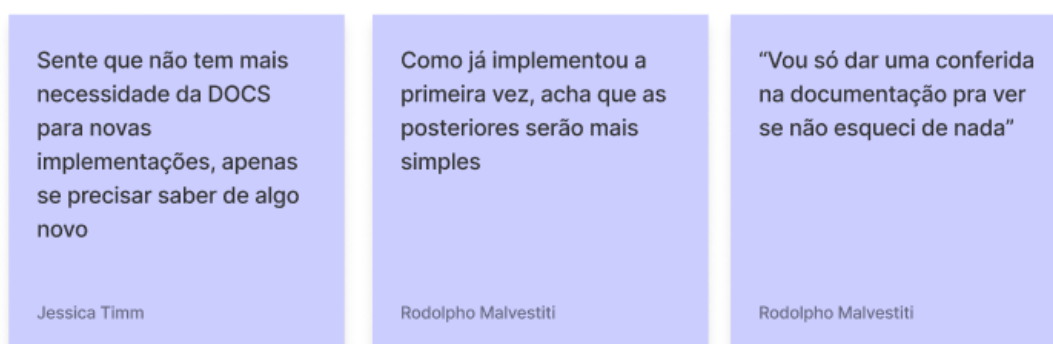 Sente que não tem mais
necessidade da DOCS
para novas
implementações, apenas
se precisar saber de algo
novo
Jessica Timm
Como já implementou a
primeira vez, acha que as
posteriores serão mais
simples
Rodolpho Malvestiti
“Vou só dar uma conferida
na documentação pra ver
se não esqueci de nada”
Rodolpho Malvestiti